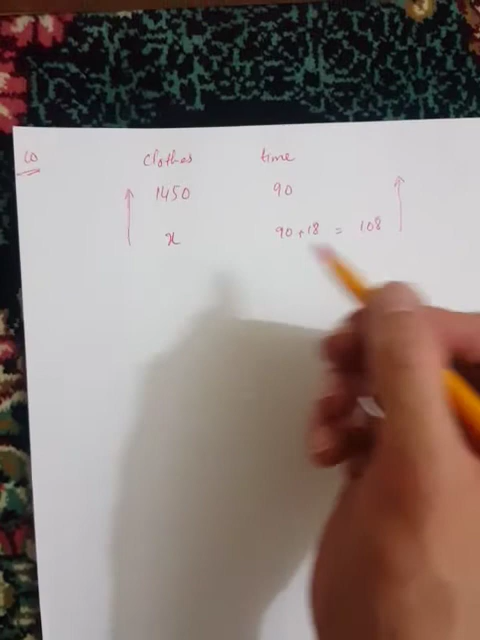 clothes time
1450 90
x 90+18 = 108